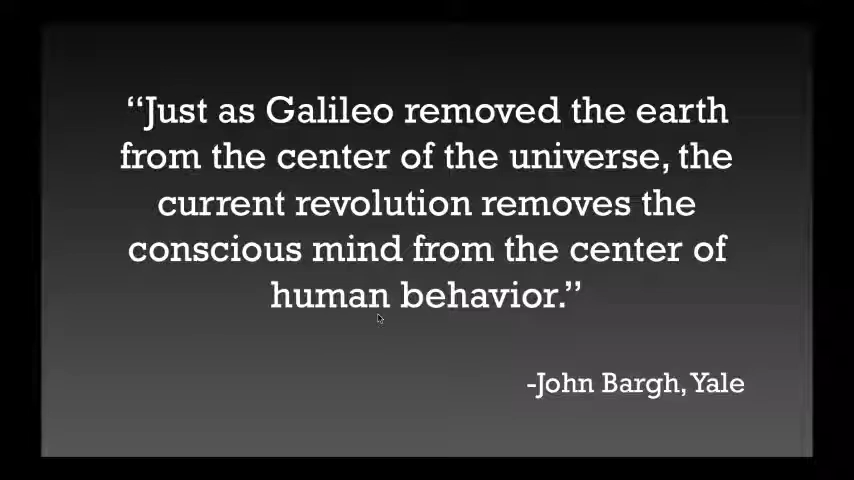 “Just as Galileo removed the earth
from the center of the universe, the
current revolution removes the
conscious mind from the center of
human behavior.”
-John Bargh, Yale